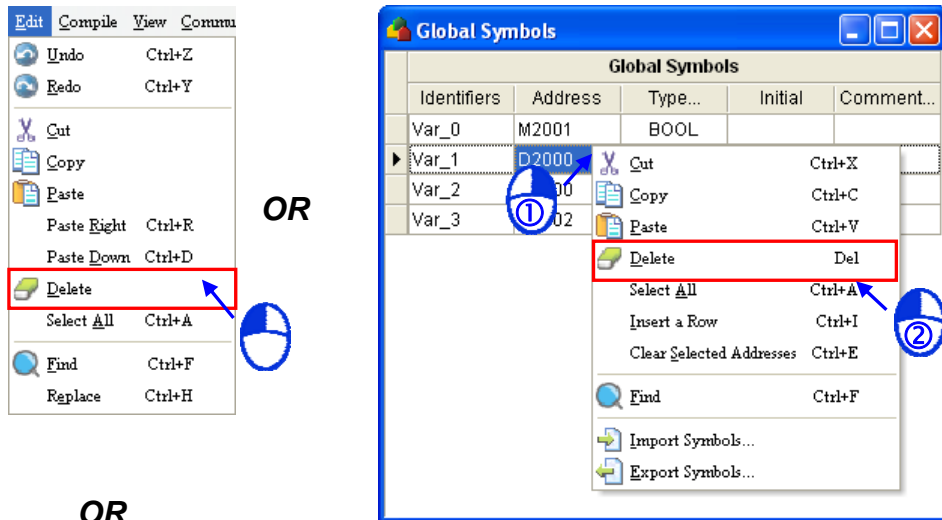 Edit Compile View Commu
Undo Ctrl+Z
Redo Ctrl+Y
Cut
Copy
Paste
Paste Right Ctrl+R
Paste Down Ctrl+D
Delete
Select All Ctrl+A
Find Ctrl+F
Replace Ctrl+H
OR
OR
Global Symbols
Global Symbols
Identifiers Address Type... Initial Comment...
Var_0 M2001 BOOL
Var_1 D2000
Var_2 00
Var_3 02
①
Cut Ctrl+X
Copy Ctrl+C
Paste Ctrl+V
Delete Del
Select All Ctrl+A
Insert a Row Ctrl+I
Clear Selected Addresses Ctrl+E
Find Ctrl+F
Import Symbols...
Export Symbols...
②